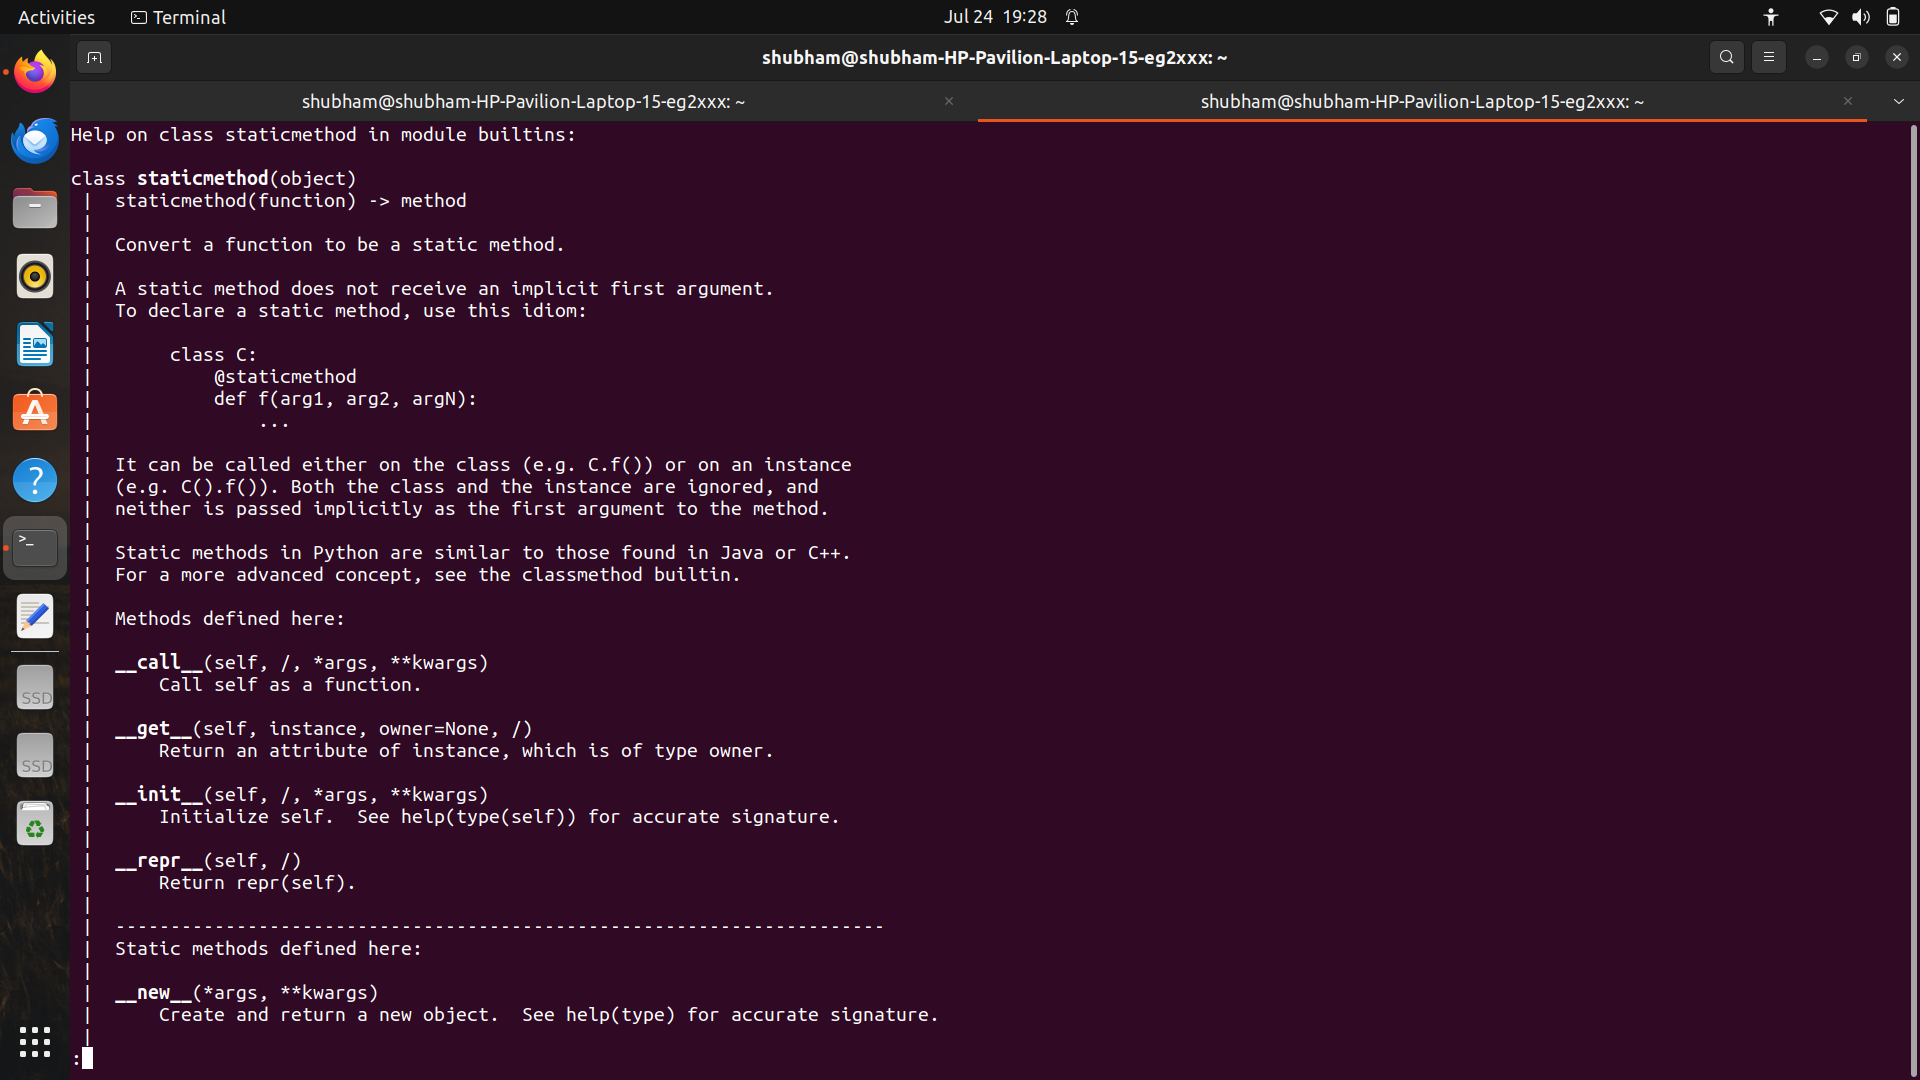 Activities
Terminal
Jul 24 19:28
shubham@shubham-HP-Pavilion-Laptop-15-eg2xxx: ~
shubham@shubham-HP-Pavilion-Laptop-15-eg2xxx: ~
shubham@shubham-HP-Pavilion-Laptop-15-eg2xxx: ~
Help on class staticmethod in module builtins:

class staticmethod(object)
 |  staticmethod(function) -> method
 |
 |  Convert a function to be a static method.
 |
 |  A static method does not receive an implicit first argument.
 |  To declare a static method, use this idiom:
 |
 |       class C:
 |           @staticmethod
 |           def f(arg1, arg2, argN):
 |               ...
 |
 |  It can be called either on the class (e.g. C.f()) or on an instance
 |  (e.g. C().f()). Both the class and the instance are ignored, and
 |  neither is passed implicitly as the first argument to the method.
 |
 |  Static methods in Python are similar to those found in Java or C++.
 |  For a more advanced concept, see the classmethod builtin.
 |
 |  Methods defined here:
 |
 |  __call__(self, /, *args, **kwargs)
 |      Call self as a function.
 |
 |  __get__(self, instance, owner=None, /)
 |      Return an attribute of instance, which is of type owner.
 |
 |  __init__(self, /, *args, **kwargs)
 |      Initialize self.  See help(type(self)) for accurate signature.
 |
 |  __repr__(self, /)
 |      Return repr(self).
 |
 |  ----------------------------------------------------------------------
 |  Static methods defined here:
 |
 |  __new__(*args, **kwargs)
 |      Create and return a new object.  See help(type) for accurate signature.
 |
:
SSD
SSD